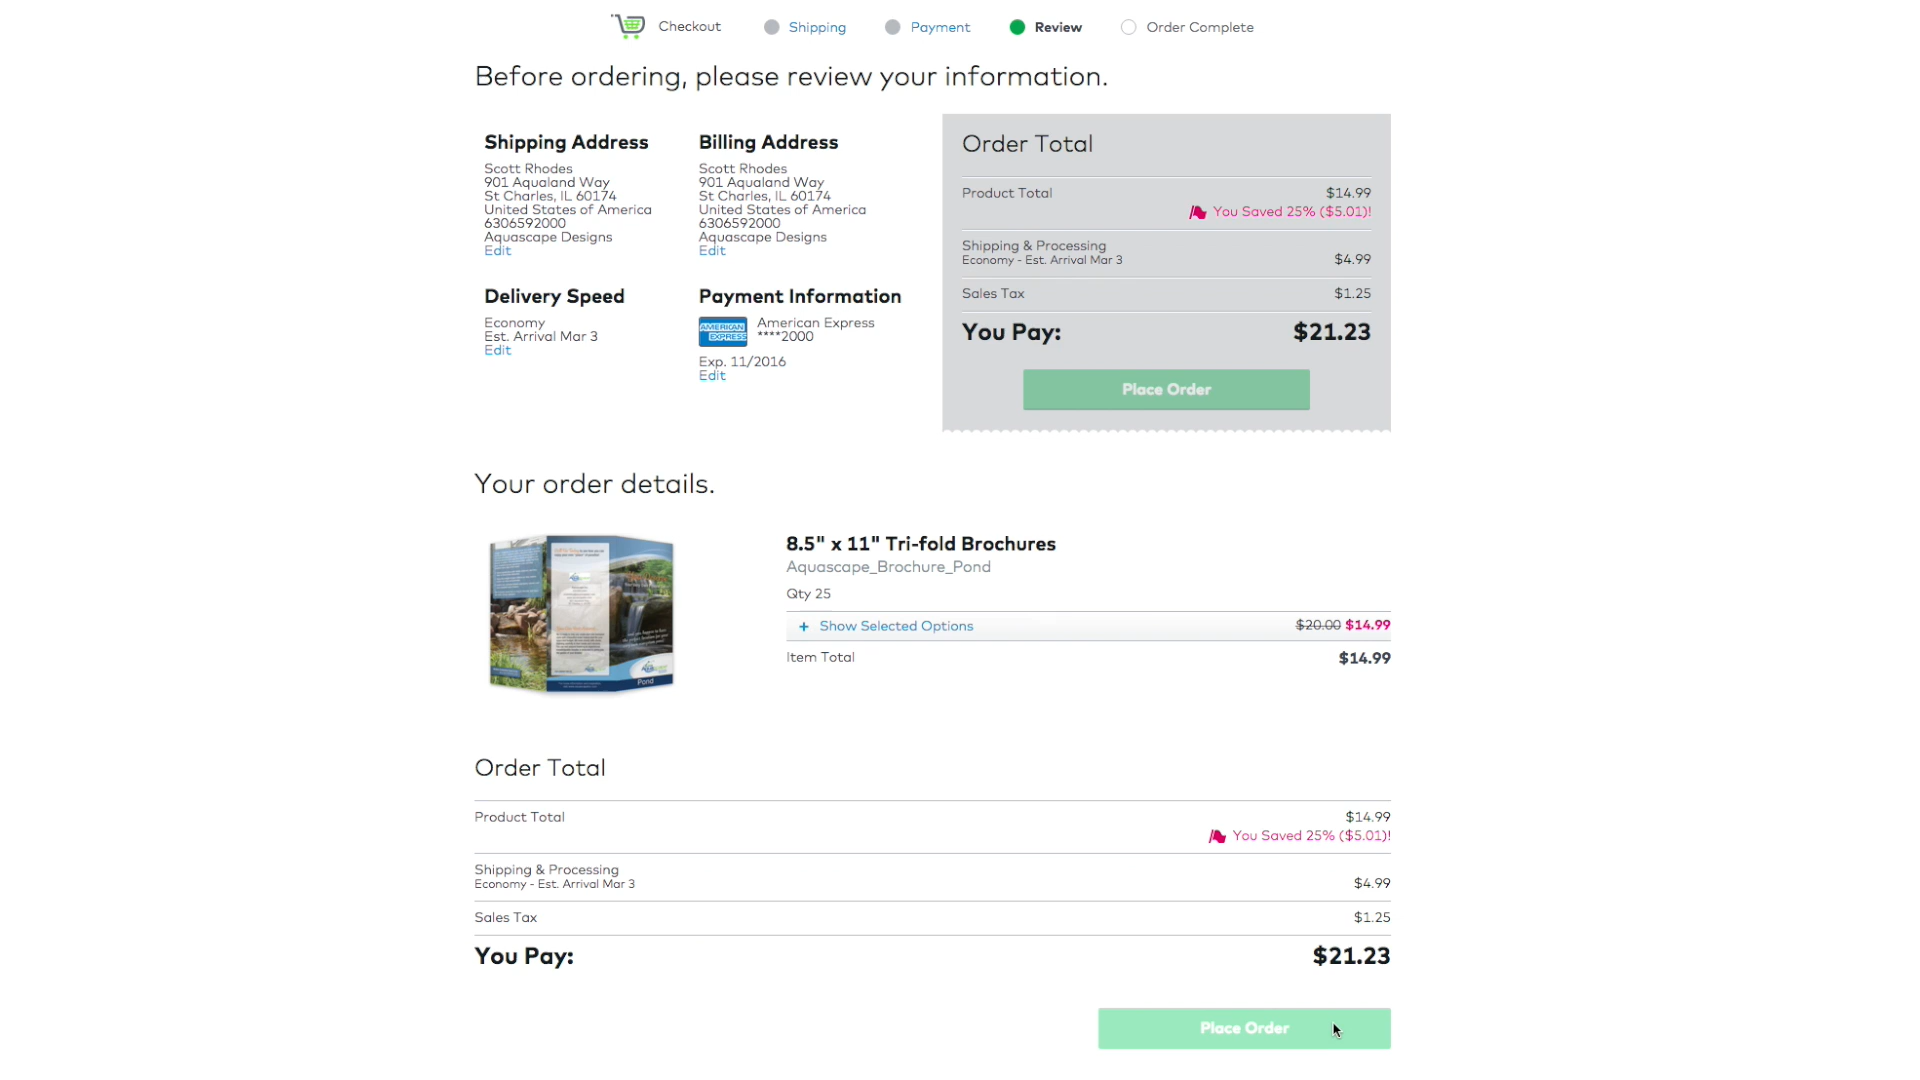 Checkout
Shipping
Payment
Review
Order Complete
Before ordering, please review your information.
Shipping Address
Scott Rhodes
901 Aqualand Way
St Charles, IL 60174
United States of America
6306592000
Aquascape Designs
Edit
Billing Address
Scott Rhodes
901 Aqualand Way
St Charles, IL 60174
United States of America
6306592000
Aquascape Designs
Edit
Delivery Speed
Economy
Est. Arrival Mar 3
Edit
Payment Information
AMERICAN EXPRESS
American Express
****2000
Exp. 11/2016
Edit
Order Total
Product Total $14.99
You Saved 25% ($5.01)!
Shipping & Processing
Economy - Est. Arrival Mar 3 $4.99
Sales Tax $1.25
You Pay: $21.23
Place Order
Your order details.
Pond
8.5" x 11" Tri-fold Brochures
Aquascape_Brochure_Pond
Qty 25
+ Show Selected Options $20.00 $14.99
Item Total $14.99
Order Total
Product Total $14.99
You Saved 25% ($5.01)!
Shipping & Processing
Economy - Est. Arrival Mar 3 $4.99
Sales Tax $1.25
You Pay: $21.23
Place Order